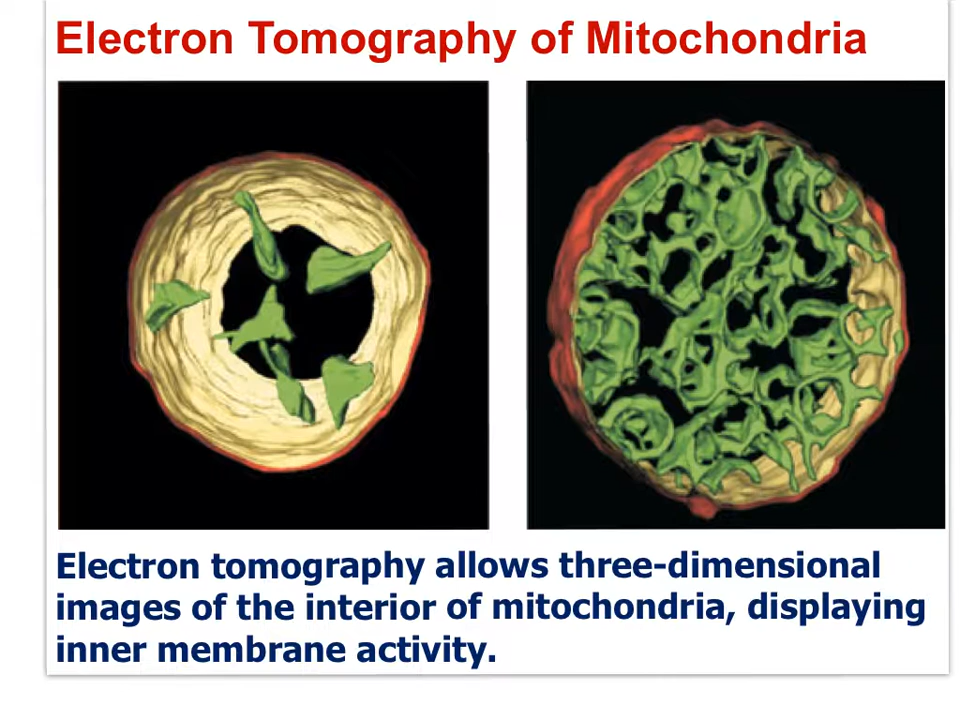 Electron Tomography of Mitochondria
Electron tomography allows three-dimensional
images of the interior of mitochondria, displaying
inner membrane activity.